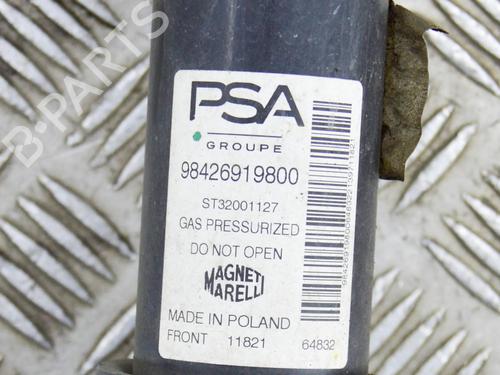 B-PARTS
PSA
GROUPE
98426919800
ST32001127
GAS PRESSURIZED
DO NOT OPEN
MAGNETI
MARELLI
MADE IN POLAND
FRONT 11821 64832